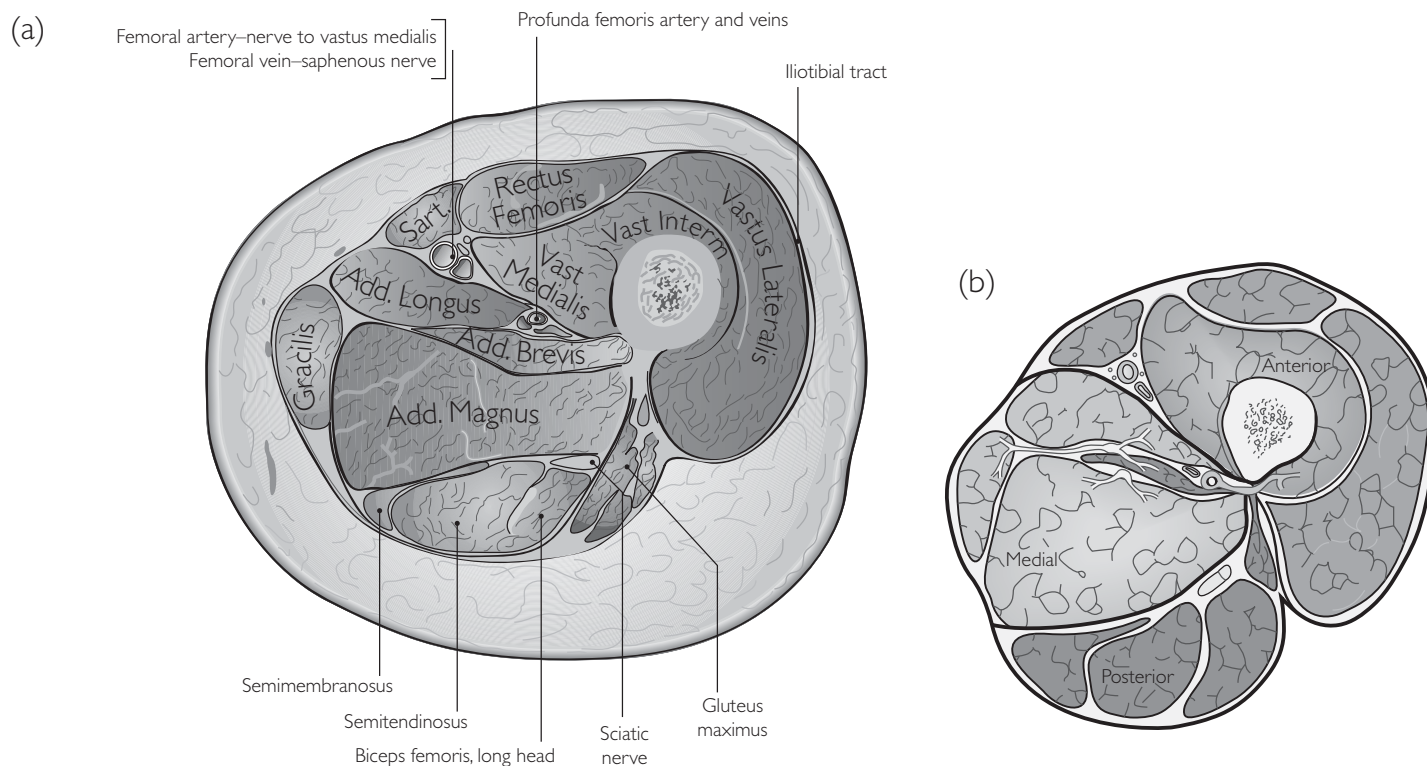 (a)
Femoral artery–nerve to vastus medialis
Femoral vein–saphenous nerve
Profunda femoris artery and veins
Iliotibial tract
Rectus
Femoris
Sart.
Vast Interm
Vastus Lateralis
Vast
Medialis
Add. Longus
Add. Brevis
Gracilis
Add. Magnus
Semimembranosus
Semitendinosus
Biceps femoris, long head
Sciatic
nerve
Gluteus
maximus
(b)
Anterior
Medial
Posterior